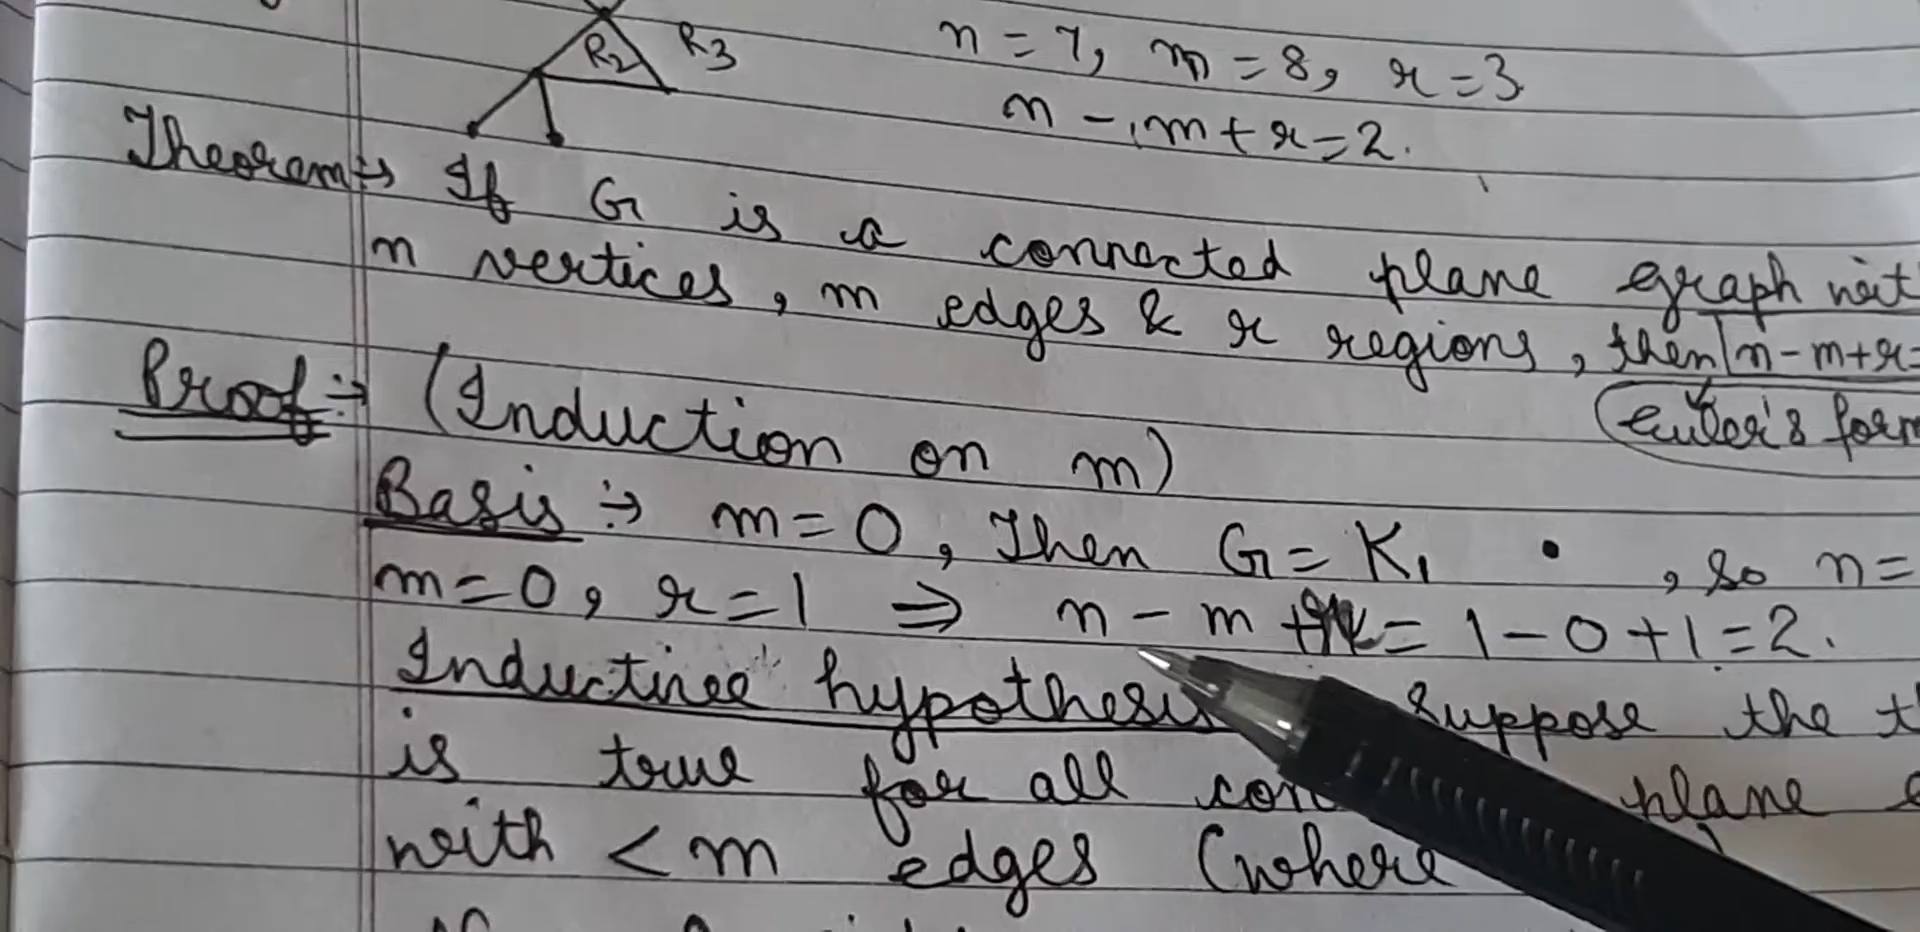 R2 R3
n = 7, m = 8, r = 3
n - m + r = 2.
Theorem :→ If G is a connected plane graph wit
n vertices, m edges & r regions, then n - m + r =
Euler's form
Proof :→ (Induction on m)
Basis :→ m = 0, Then G = K1 • , so n =
m = 0, r = 1 ⇒ n - m + r = 1 - 0 + 1 = 2.
Inductive hypothesis suppose the t
is true for all con plane
with < m edges (where